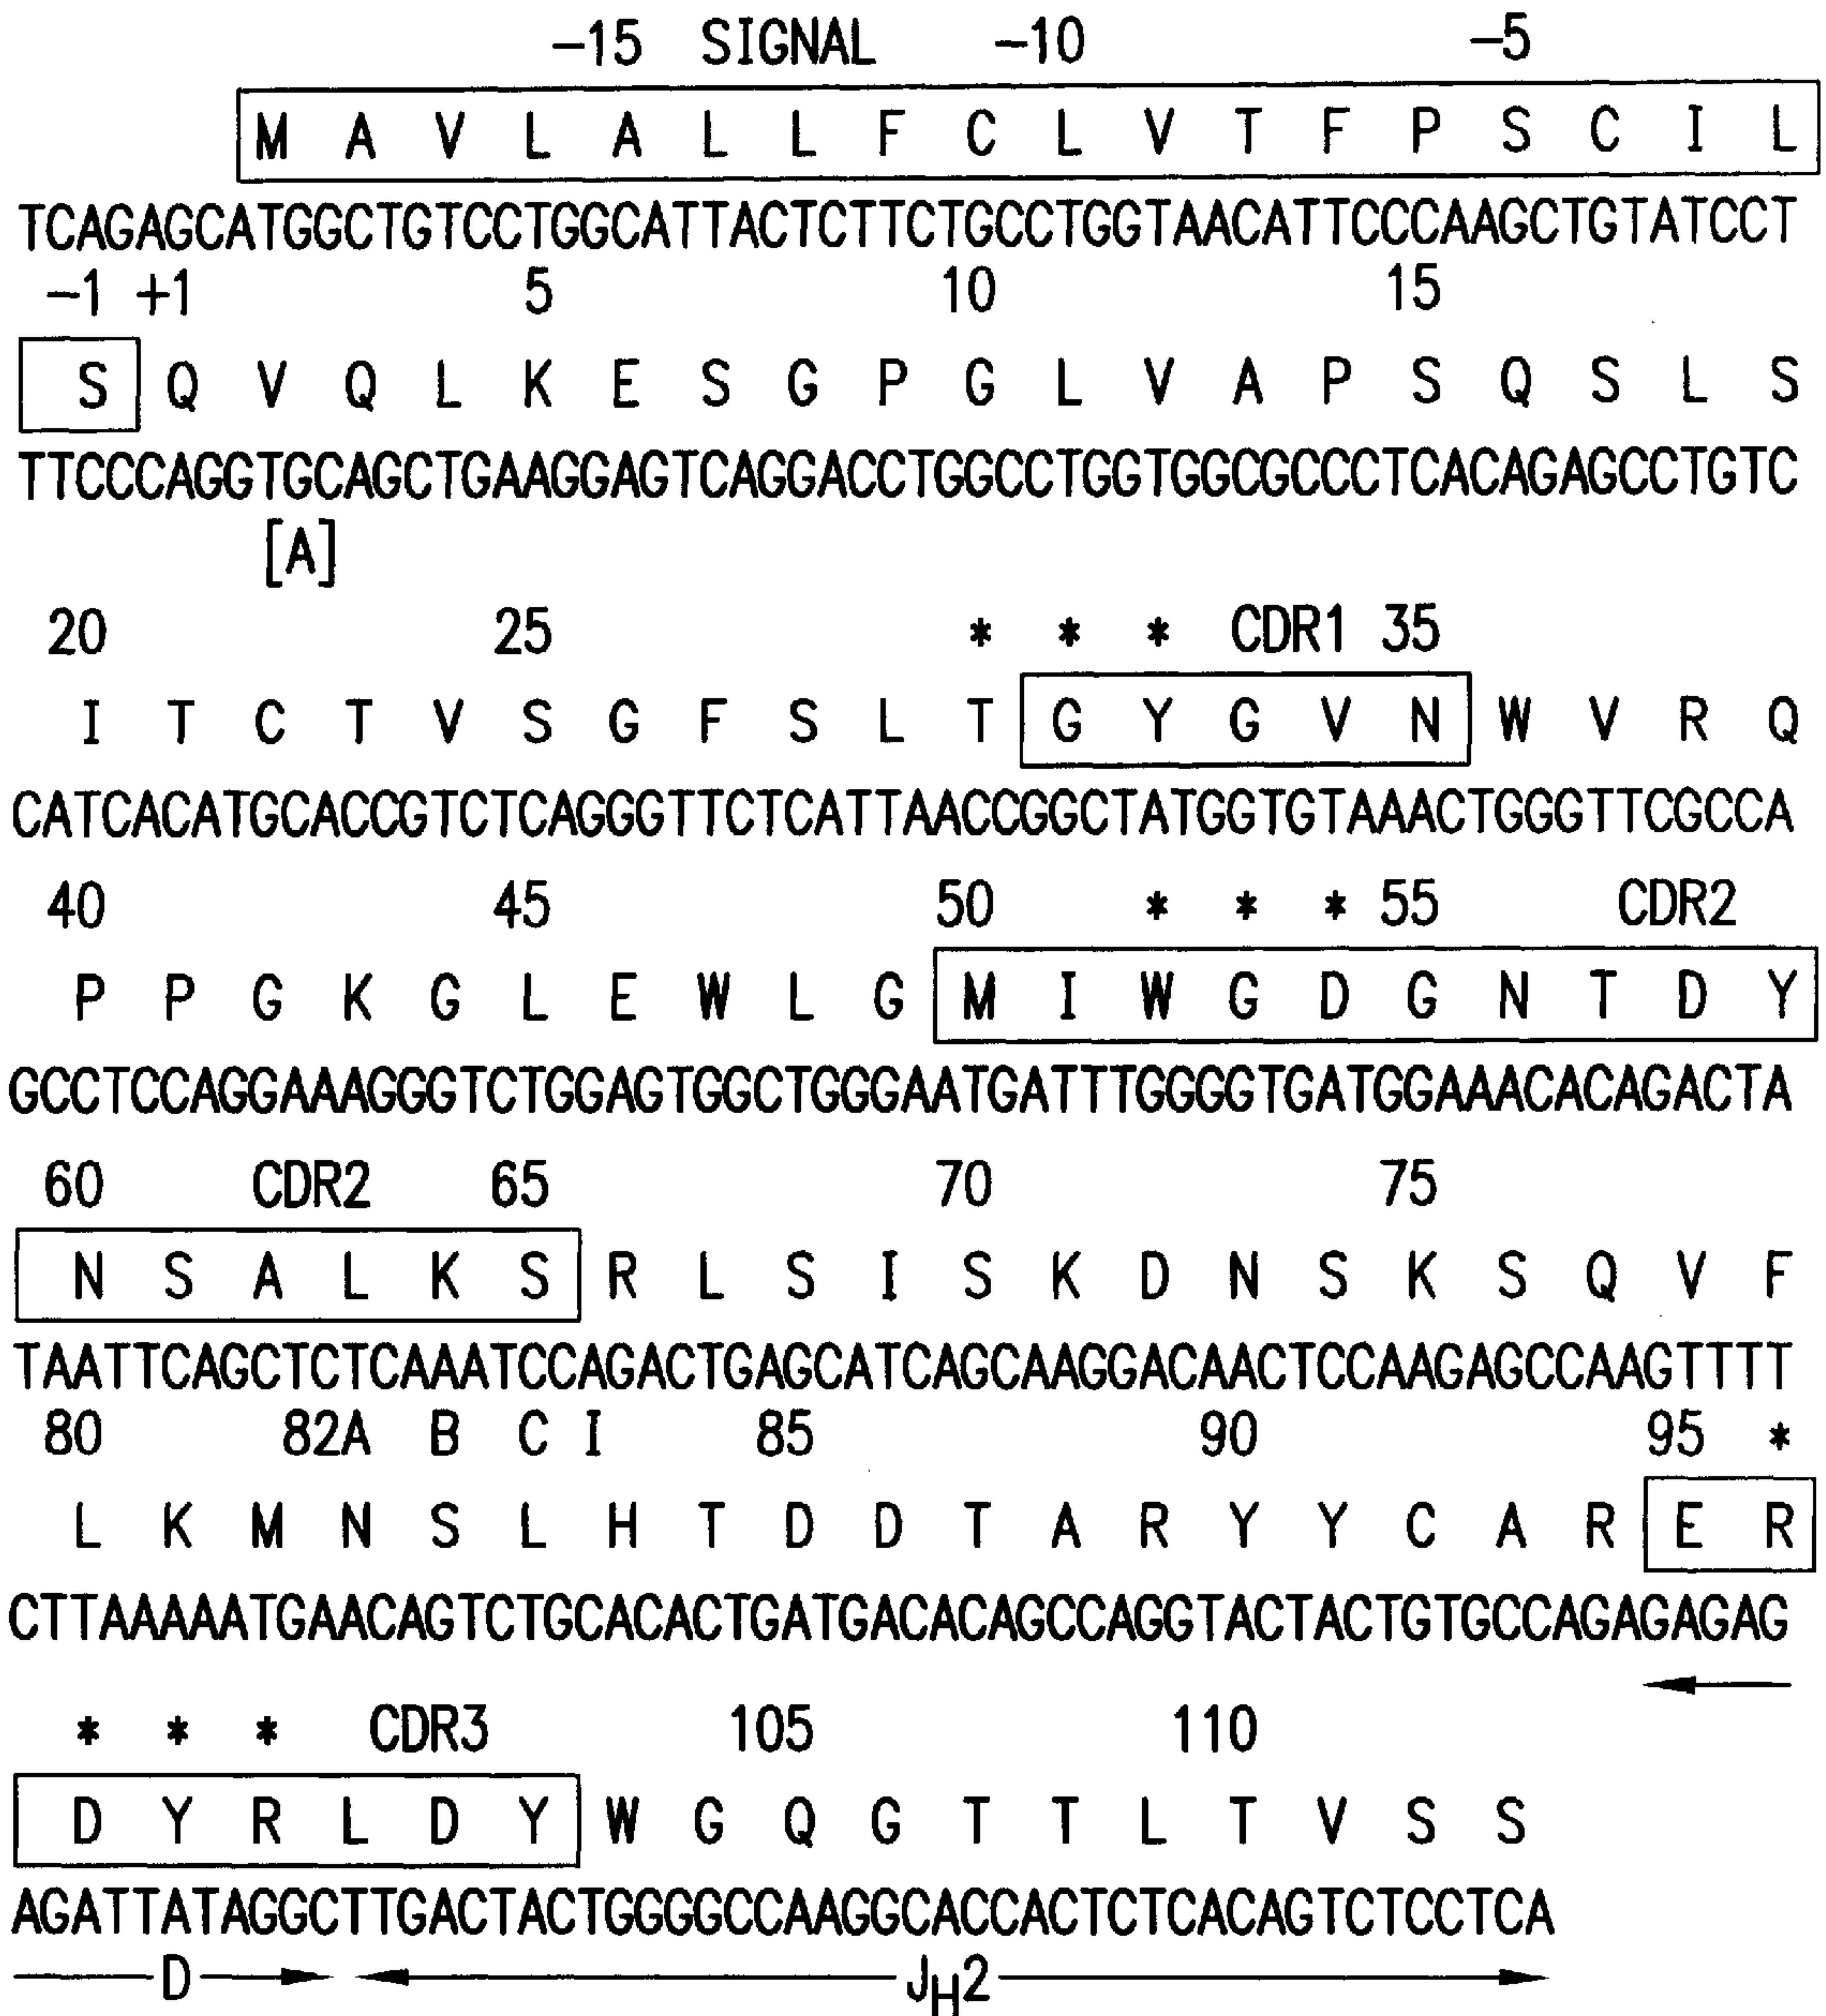 −15 SIGNAL −10 −5
M A V L A L L F C L V T F P S C I L
TCAGAGCATGGCTGTCCTGGCATTACTCTTCTGCCTGGTAACATTCCCAAGCTGTATCCT
−1 +1 5 10 15
S Q V Q L K E S G P G L V A P S Q S L S
TTCCCAGGTGCAGCTGAAGGAGTCAGGACCTGGCCTGGTGGCGCCCTCACAGAGCCTGTC
[A]
20 25 * * * CDR1 35
I T C T V S G F S L T G Y G V N W V R Q
CATCACATGCACCGTCTCAGGGTTCTCATTAACCGGCTATGGTGTAAACTGGGTTCGCCA
40 45 50 * * * 55 CDR2
P P G K G L E W L G M I W G D G N T D Y
GCCTCCAGGAAAGGGTCTGGAGTGGCTGGGAATGATTTGGGGTGATGGAAACACAGACTA
60 CDR2 65 70 75
N S A L K S R L S I S K D N S K S Q V F
TAATTCAGCTCTCAAATCCAGACTGAGCATCAGCAAGGACAACTCCAAGAGCCAAGTTTT
80 82A B C I 85 90 95 *
L K M N S L H T D D T A R Y Y C A R E R
CTTAAAAATGAACAGTCTGCACACTGATGACACAGCCAGGTACTACTGTGCCAGAGAGAG
* * * CDR3 105 110
D Y R L D Y W G Q G T T L T V S S
AGATTATAGGCTTGACTACTGGGGCCAAGGCACCACTCTCACAGTCTCCTCA
D JH2